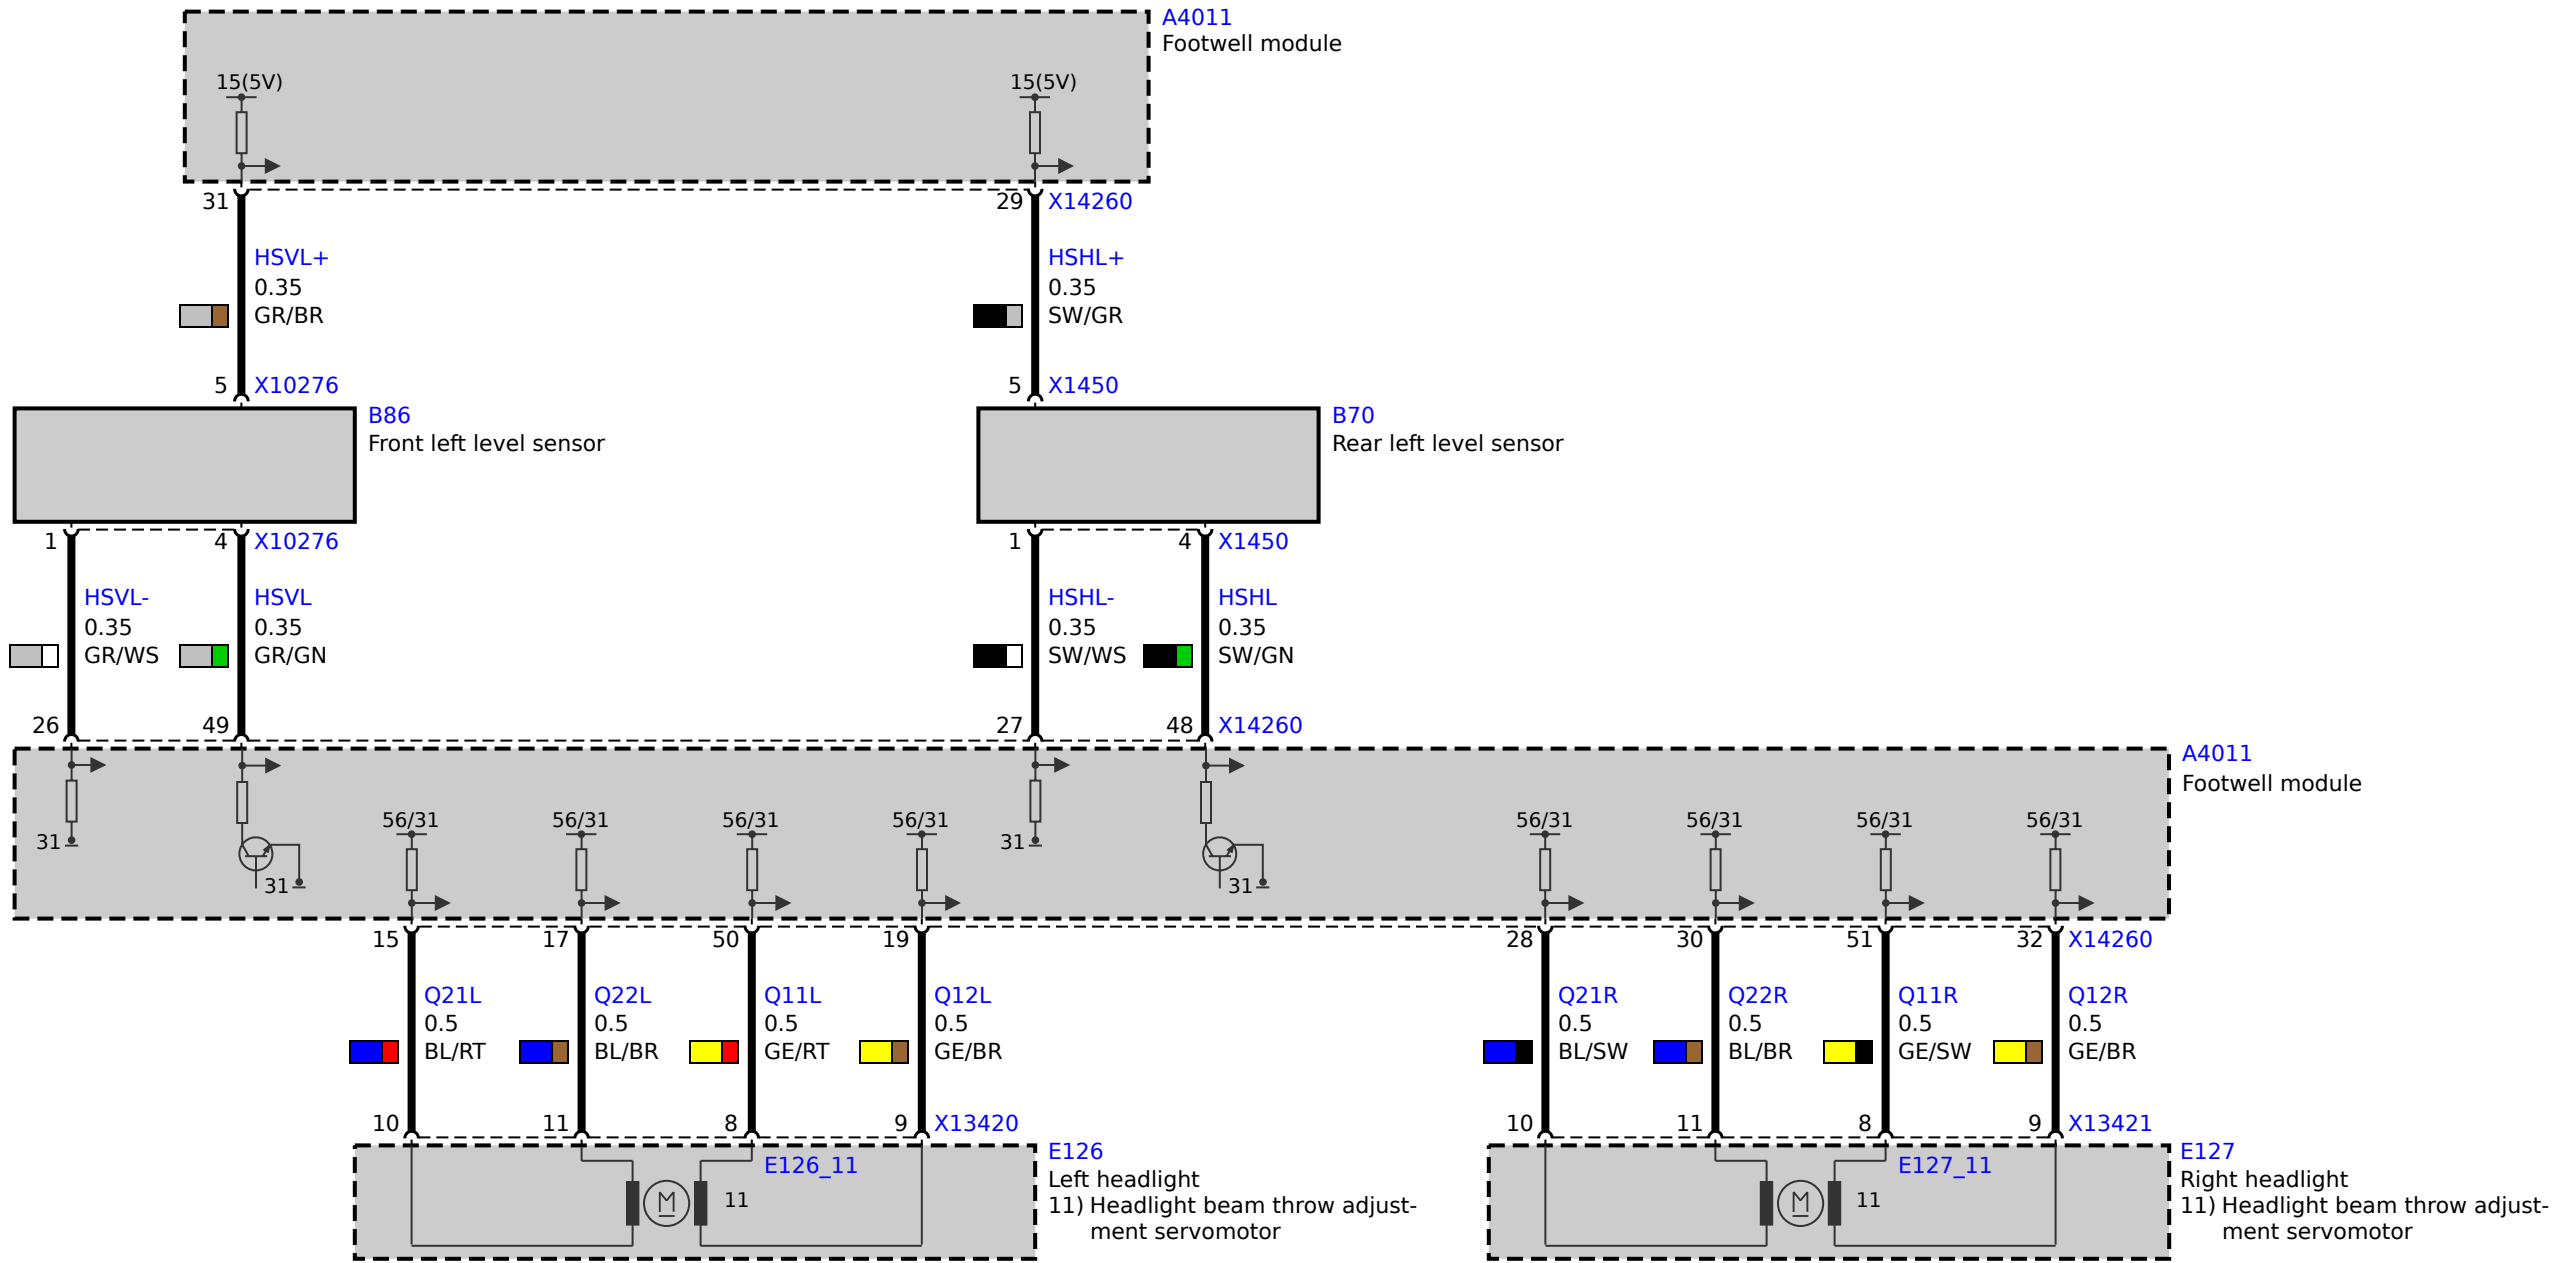 A4011
Footwell module
15(5V) 15(5V)
31 29 X14260
HSVL+ HSHL+
0.35 0.35
GR/BR SW/GR
5 X10276 5 X1450
B86 B70
Front left level sensor Rear left level sensor
1 4 X10276 1 4 X1450
HSVL- HSVL HSHL- HSHL
0.35 0.35 0.35 0.35
GR/WS GR/GN SW/WS SW/GN
26 49 27 48 X14260
A4011
Footwell module
56/31 56/31 56/31 56/31 56/31 56/31 56/31 56/31
31 31
31 31
15 17 50 19 28 30 51 32 X14260
Q21L Q22L Q11L Q12L Q21R Q22R Q11R Q12R
0.5 0.5 0.5 0.5 0.5 0.5 0.5 0.5
BL/RT BL/BR GE/RT GE/BR BL/SW BL/BR GE/SW GE/BR
10 11 8 9 X13420 10 11 8 9 X13421
E126 E127
E126_11 E127_11
Left headlight Right headlight
M 11 M 11
11) Headlight beam throw adjust- 11) Headlight beam throw adjust-
ment servomotor ment servomotor